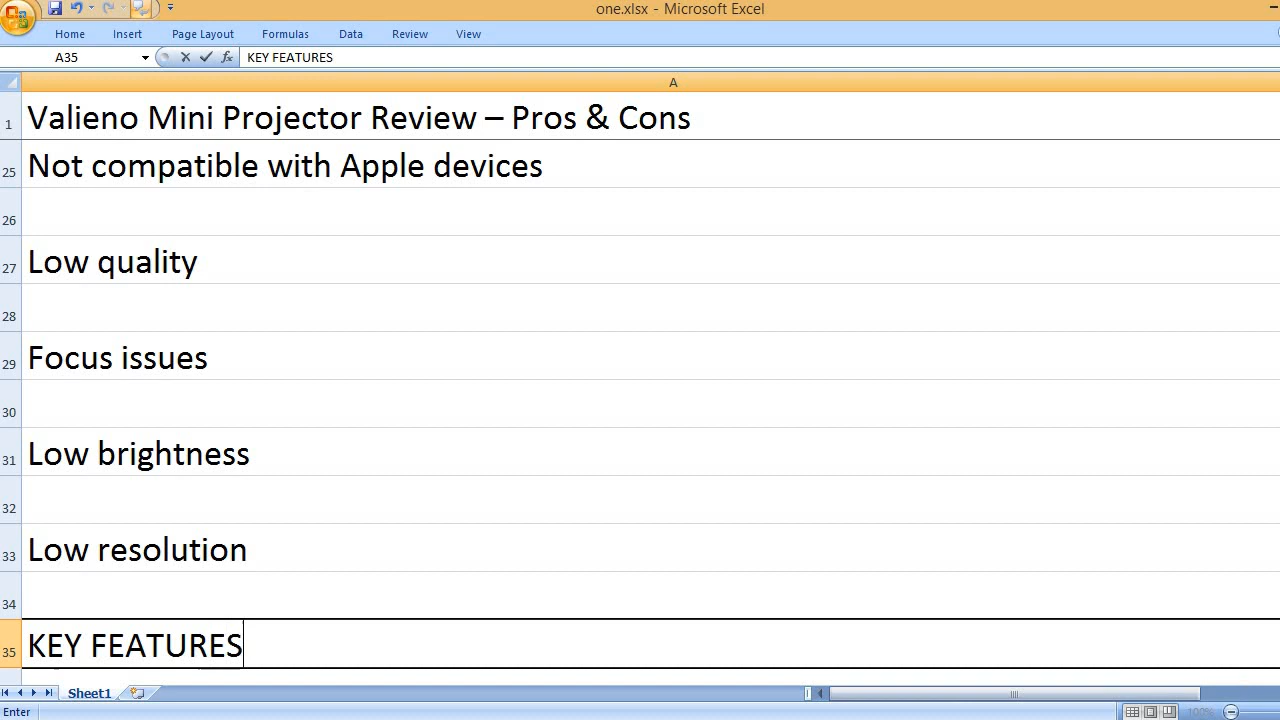 one.xlsx - Microsoft Excel
Home Insert Page Layout Formulas Data Review View
A35 fx KEY FEATURES
A
1 Valieno Mini Projector Review – Pros & Cons
25 Not compatible with Apple devices
26
27 Low quality
28
29 Focus issues
30
31 Low brightness
32
33 Low resolution
34
35 KEY FEATURES
Sheet1
Enter 100%